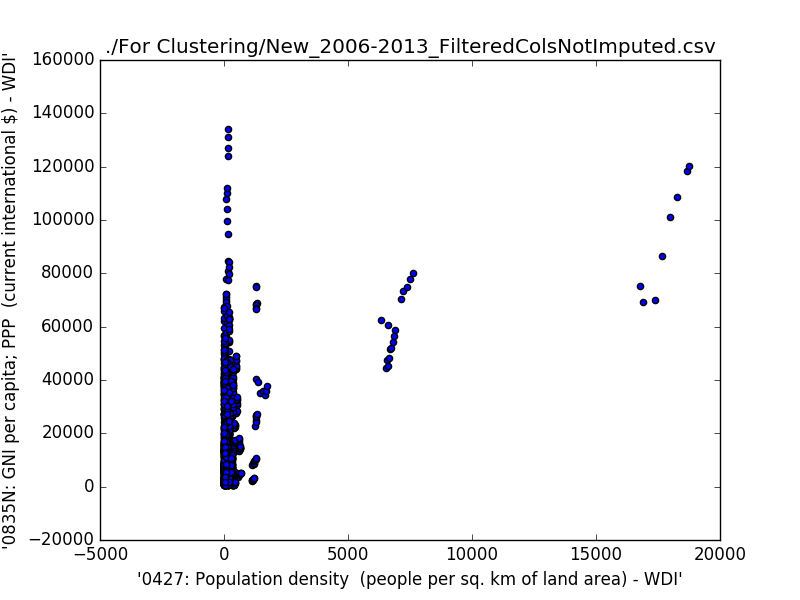 ./For Clustering/New_2006-2013_FilteredColsNotImputed.csv
160000
140000
120000
100000
80000
60000
40000
20000
0
−20000
−5000 0 5000 10000 15000 20000
'0835N: GNI per capita; PPP  (current international $) - WDI'
'0427: Population density  (people per sq. km of land area) - WDI'